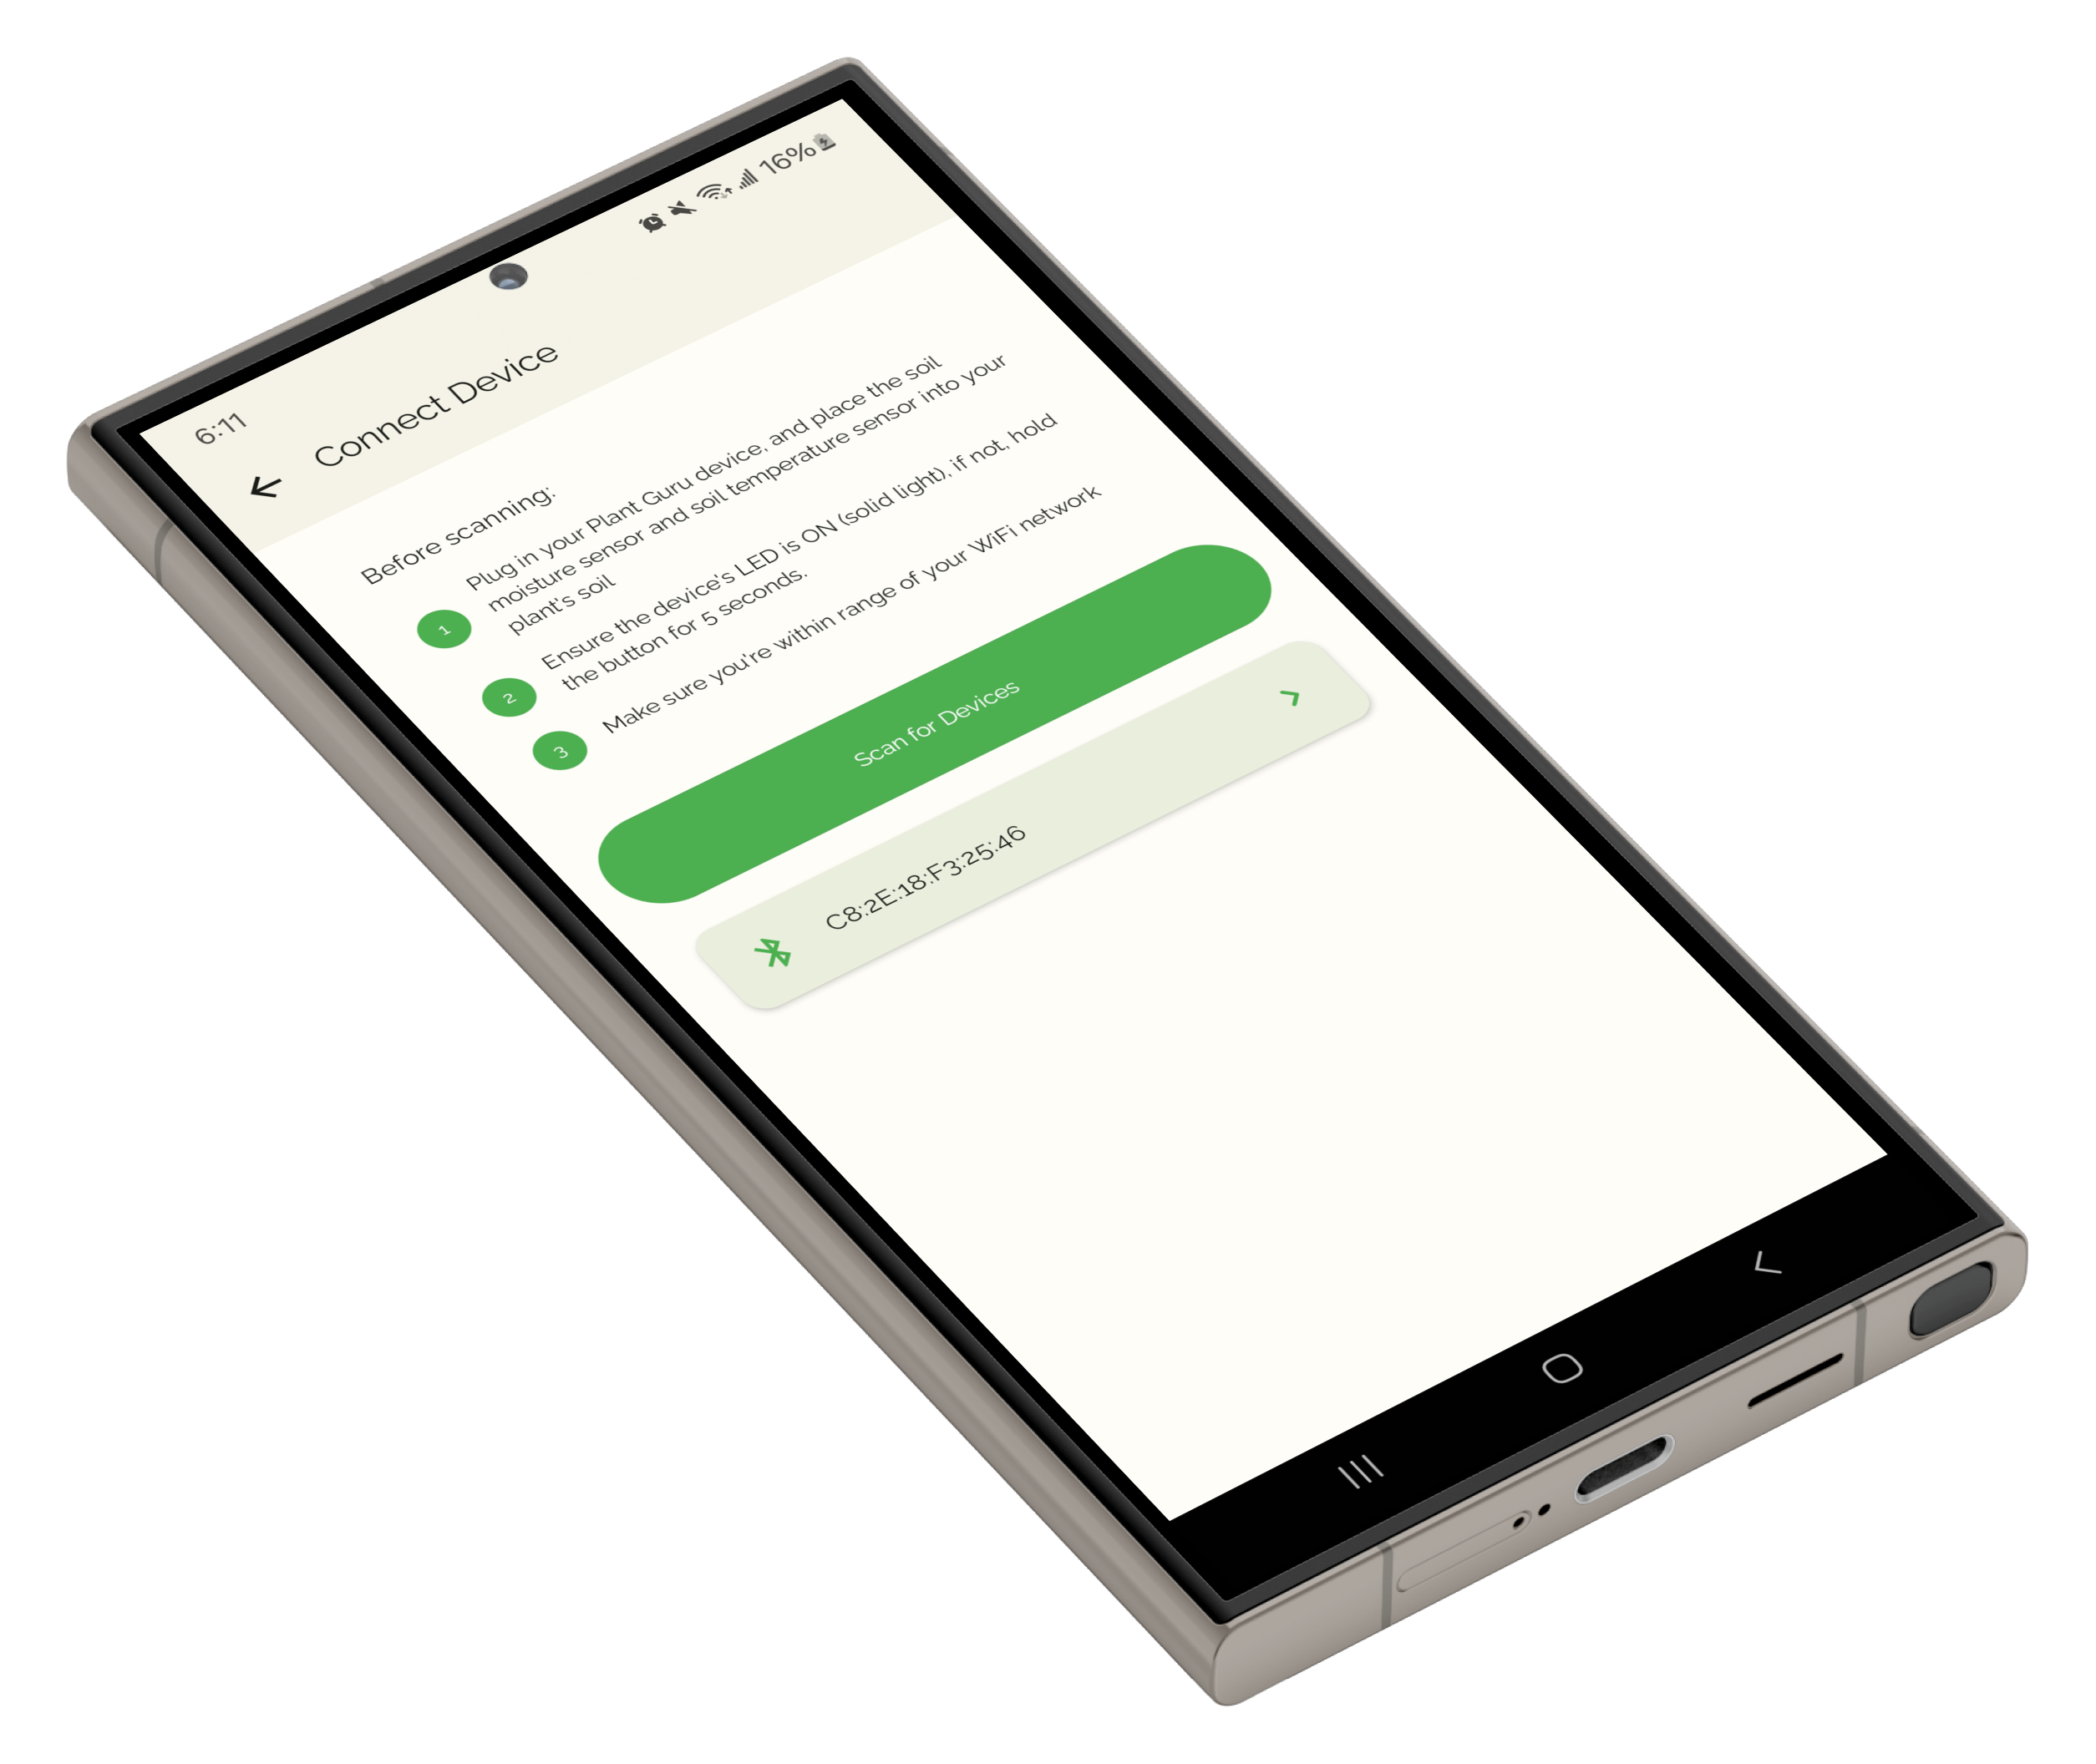 6:11
16%
Connect Device
Before scanning:
1
Plug in your Plant Guru device, and place the soil
moisture sensor and soil temperature sensor into your
plant's soil
2
Ensure the device's LED is ON (solid light), if not, hold
the button for 5 seconds.
3
Make sure you're within range of your WiFi network
Scan for Devices
C8:2E:18:F3:25:46